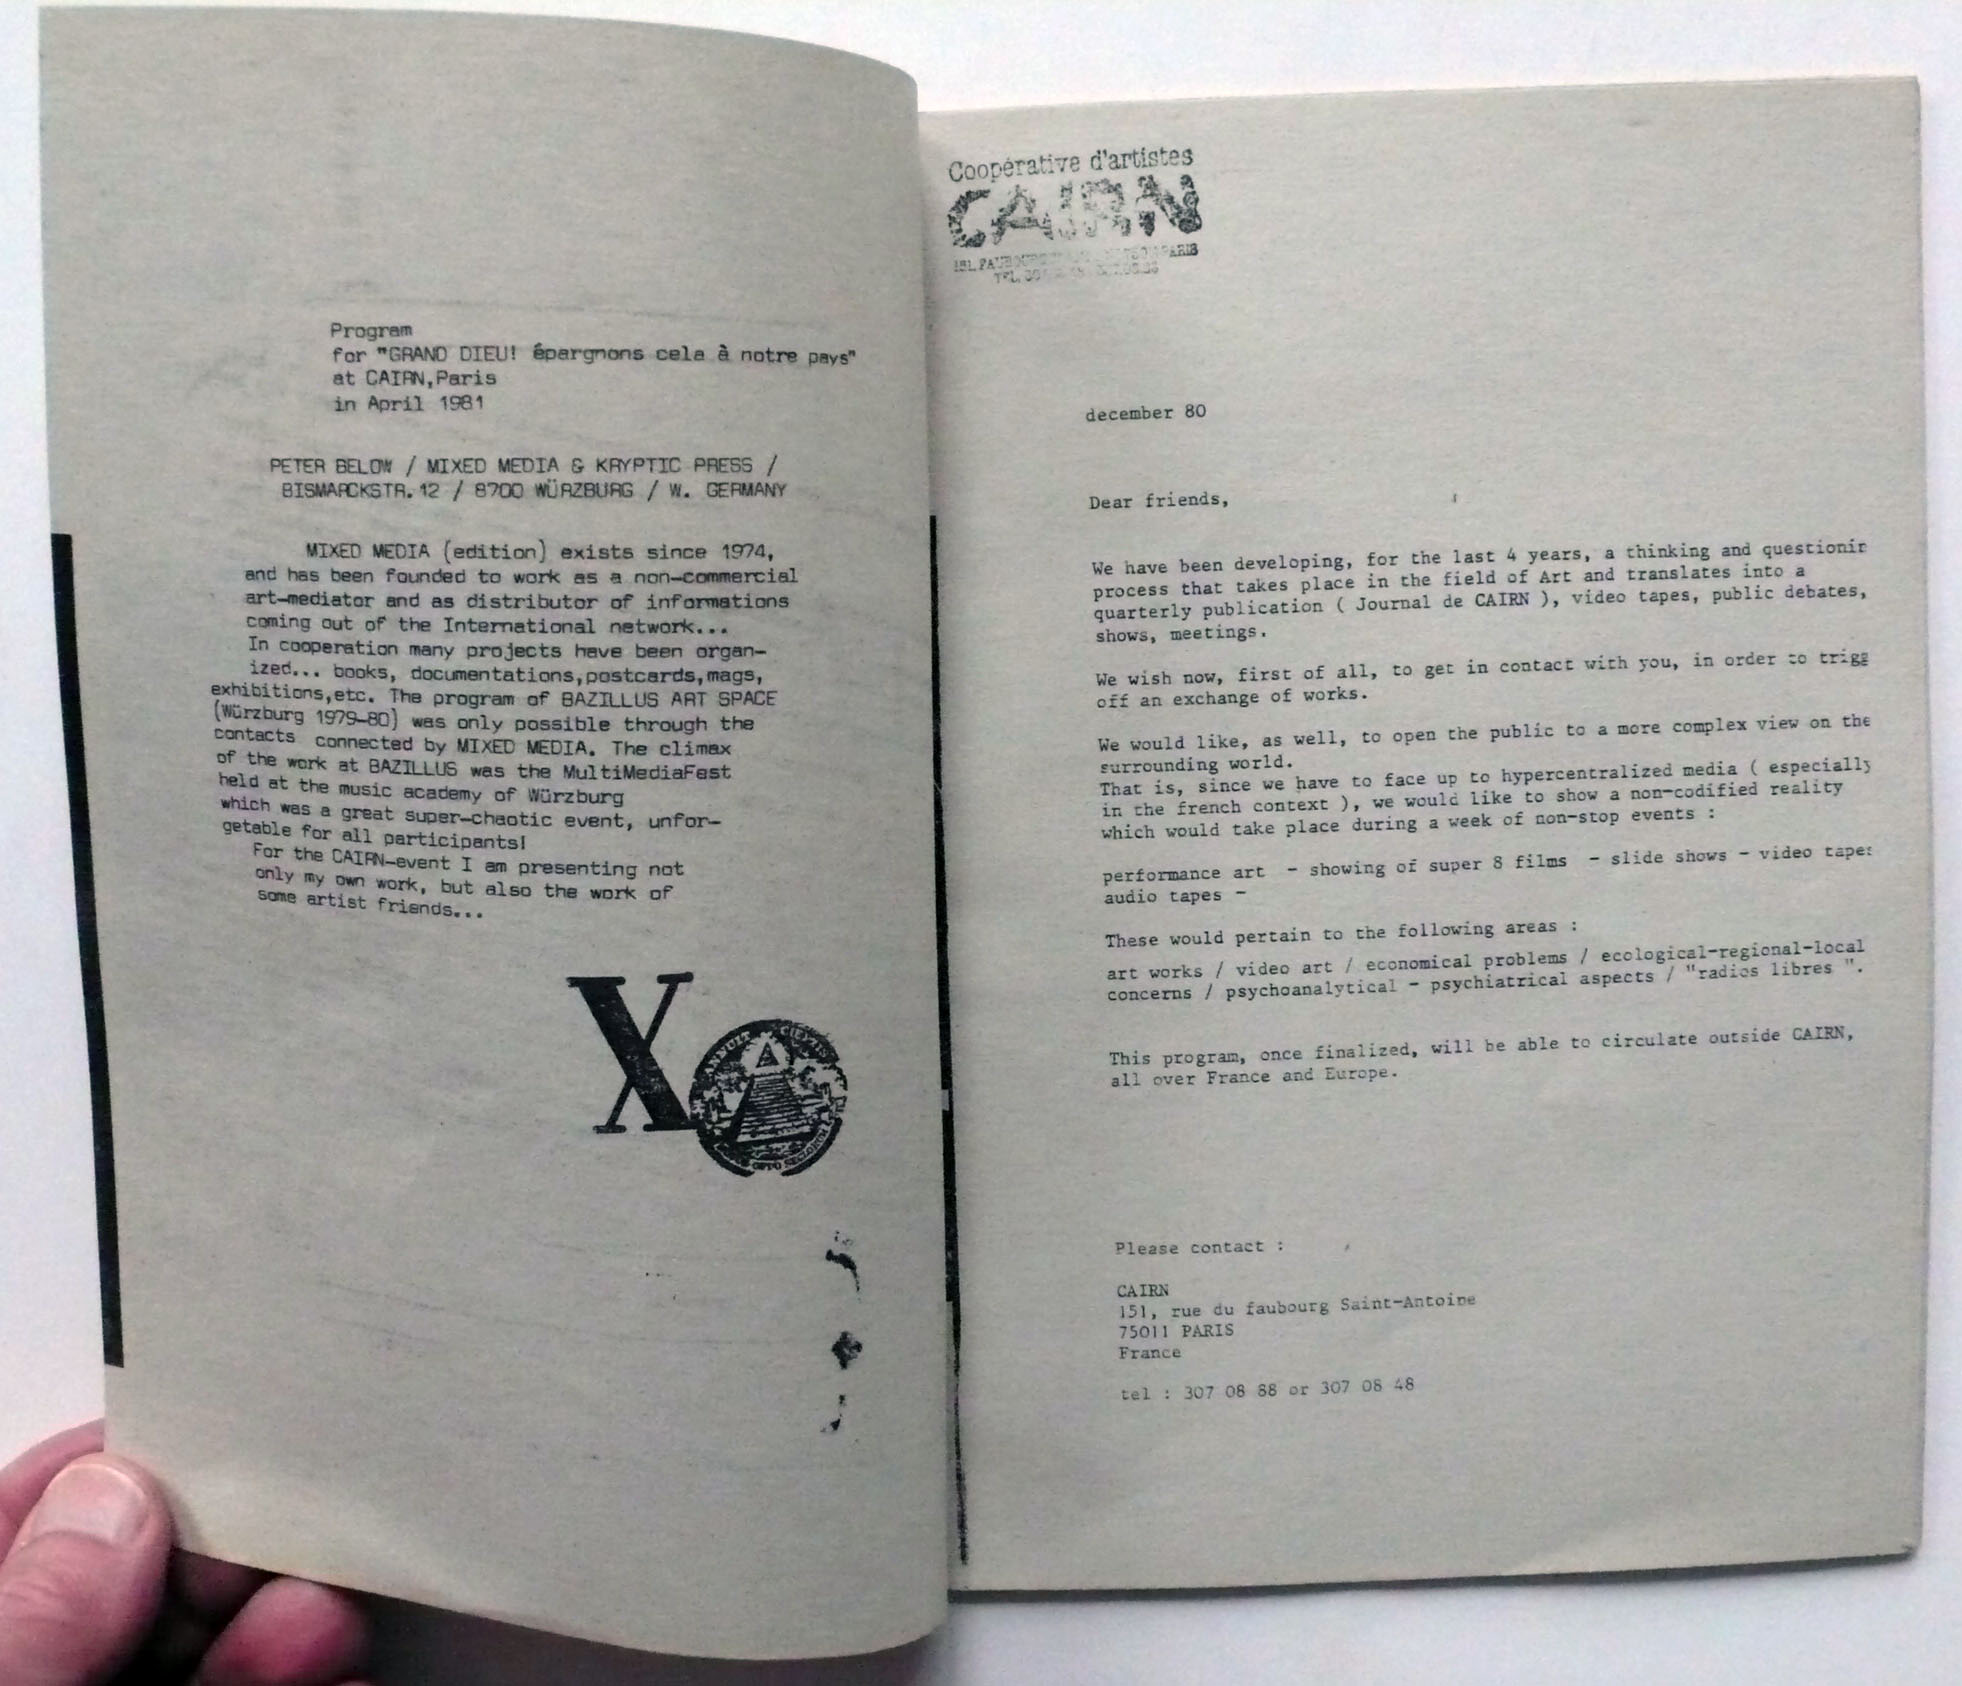 Program
for "GRAND DIEU! épargnons cela à notre pays"
at CAIRN,Paris
in April 1981
PETER BELOW / MIXED MEDIA & KRYPTIC PRESS /
BISMARCKSTR.12 / 8700 WÜRZBURG / W. GERMANY
MIXED MEDIA (edition) exists since 1974,
and has been founded to work as a non-commercial
art-mediator and as distributor of informations
coming out of the International network...
In cooperation many projects have been organ-
ized... books, documentations,postcards,mags,
exhibitions,etc. The program of BAZILLUS ART SPACE
(Würzburg 1979-80) was only possible through the
contacts connected by MIXED MEDIA. The climax
of the work at BAZILLUS was the MultiMediaFest
held at the music academy of Würzburg
which was a great super-chaotic event, unfor-
getable for all participants!
For the CAIRN-event I am presenting not
only my own work, but also the work of
some artist friends...
X
Coopérative d'artistes
CAIRN
151, PARIS
TEL.
december 80
Dear friends,
We have been developing, for the last 4 years, a thinking and questionin
process that takes place in the field of Art and translates into a
quarterly publication ( Journal de CAIRN ), video tapes, public debates,
shows, meetings.
We wish now, first of all, to get in contact with you, in order to trigg
off an exchange of works.
We would like, as well, to open the public to a more complex view on the
surrounding world.
That is, since we have to face up to hypercentralized media ( especially
in the french context ), we would like to show a non-codified reality
which would take place during a week of non-stop events :
performance art - showing of super 8 films - slide shows - video tapes
audio tapes -
These would pertain to the following areas :
art works / video art / economical problems / ecological-regional-local
concerns / psychoanalytical - psychiatrical aspects / "radios libres ".
This program, once finalized, will be able to circulate outside CAIRN,
all over France and Europe.
Please contact :
CAIRN
151, rue du faubourg Saint-Antoine
75011 PARIS
France
tel : 307 08 88 or 307 08 48